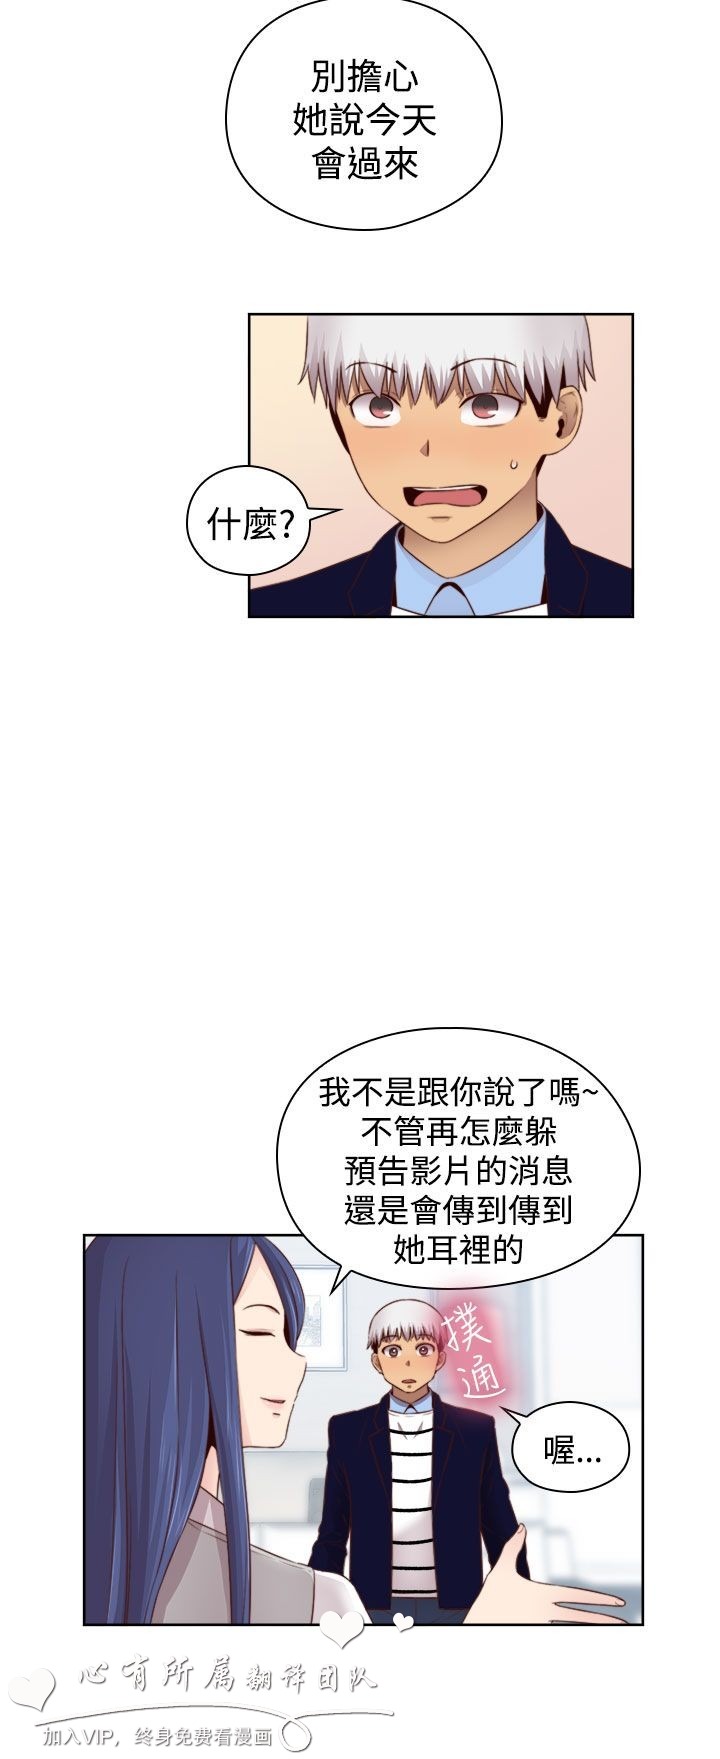 別擔心
她說今天
會過來
什麼?
我不是跟你說了嗎~
不管再怎麼躲
預告影片的消息
還是會傳到傳到
她耳裡的
撲
通
喔...
心有所属翻译团队
加入VIP，终身免费看漫画